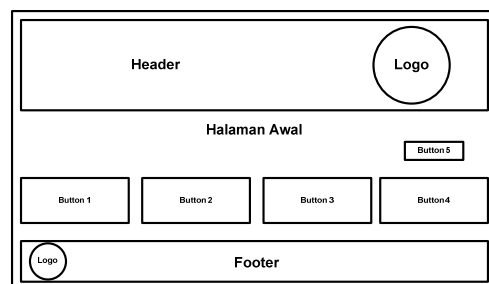 Header
Logo
Halaman Awal
Button 5
Button 1
Button 2
Button 3
Button4
Logo
Footer